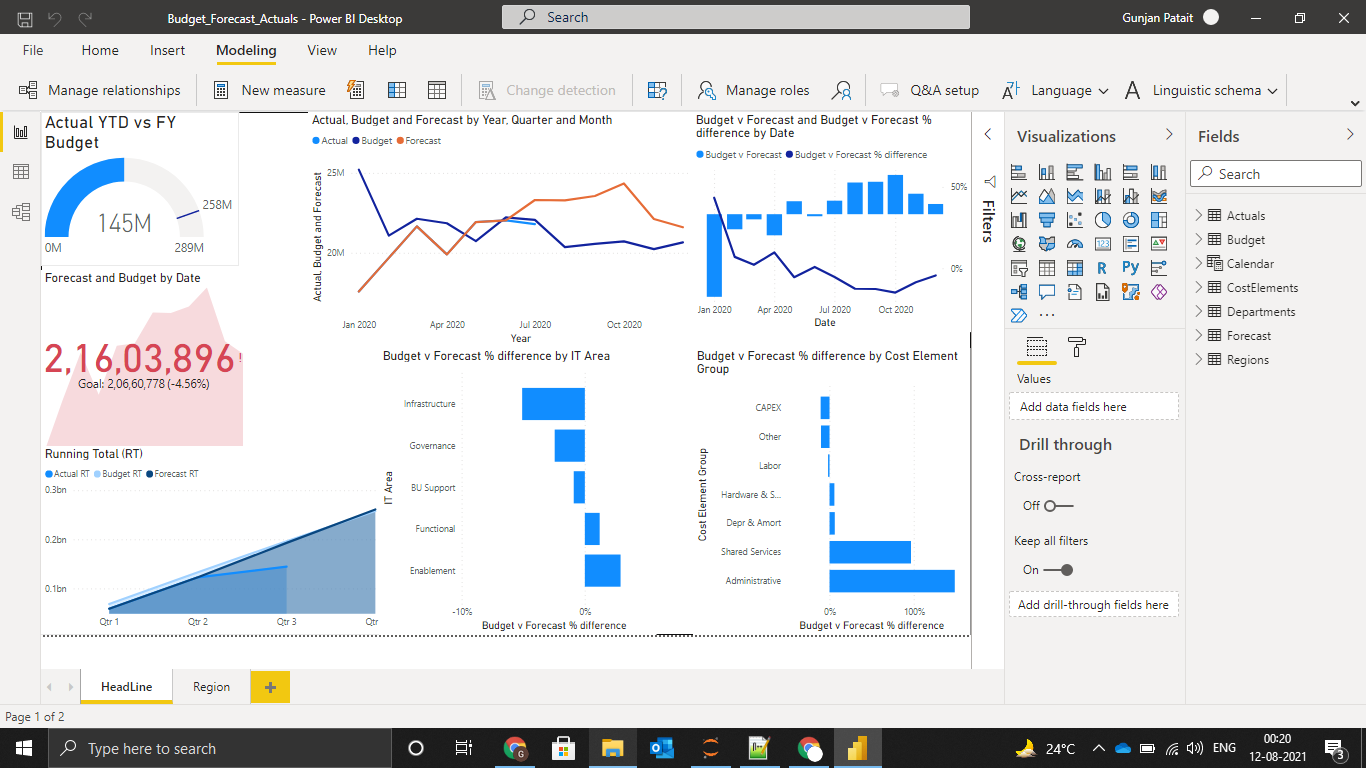 Budget_Forecast_Actuals - Power BI Desktop
Search
Gunjan Patait
File Home Insert Modeling View Help
Manage relationships New measure Change detection Manage roles Q&A setup Language Linguistic schema
Actual YTD vs FY
Budget
145M
258M
0M
289M
Forecast and Budget by Date
2,16,03,896!
Goal: 2,06,60,778 (-4.56%)
Running Total (RT)
Actual RT Budget RT Forecast RT
0.3bn
0.2bn
0.1bn
Qtr 1 Qtr 2 Qtr 3 Qtr
Actual, Budget and Forecast by Year, Quarter and Month
Actual Budget Forecast
Actual, Budget and Forecast
25M
20M
Jan 2020 Apr 2020 Jul 2020 Oct 2020
Year
Budget v Forecast and Budget v Forecast %
difference by Date
Budget v Forecast Budget v Forecast % difference
50%
0%
Jan 2020 Apr 2020 Jul 2020 Oct 2020
Date
Budget v Forecast % difference by IT Area
IT Area
Infrastructure
Governance
BU Support
Functional
Enablement
-10% 0%
Budget v Forecast % difference
Budget v Forecast % difference by Cost Element
Group
Cost Element Group
CAPEX
Other
Labor
Hardware & S...
Depr & Amort
Shared Services
Administrative
0% 100%
Budget v Forecast % difference
Filters
Visualizations
123
R Py
Values
Add data fields here
Drill through
Cross-report
Off
Keep all filters
On
Add drill-through fields here
Fields
Search
Actuals
Budget
Calendar
CostElements
Departments
Forecast
Regions
HeadLine Region
Page 1 of 2
Type here to search
24°C
ENG
00:20
12-08-2021
3